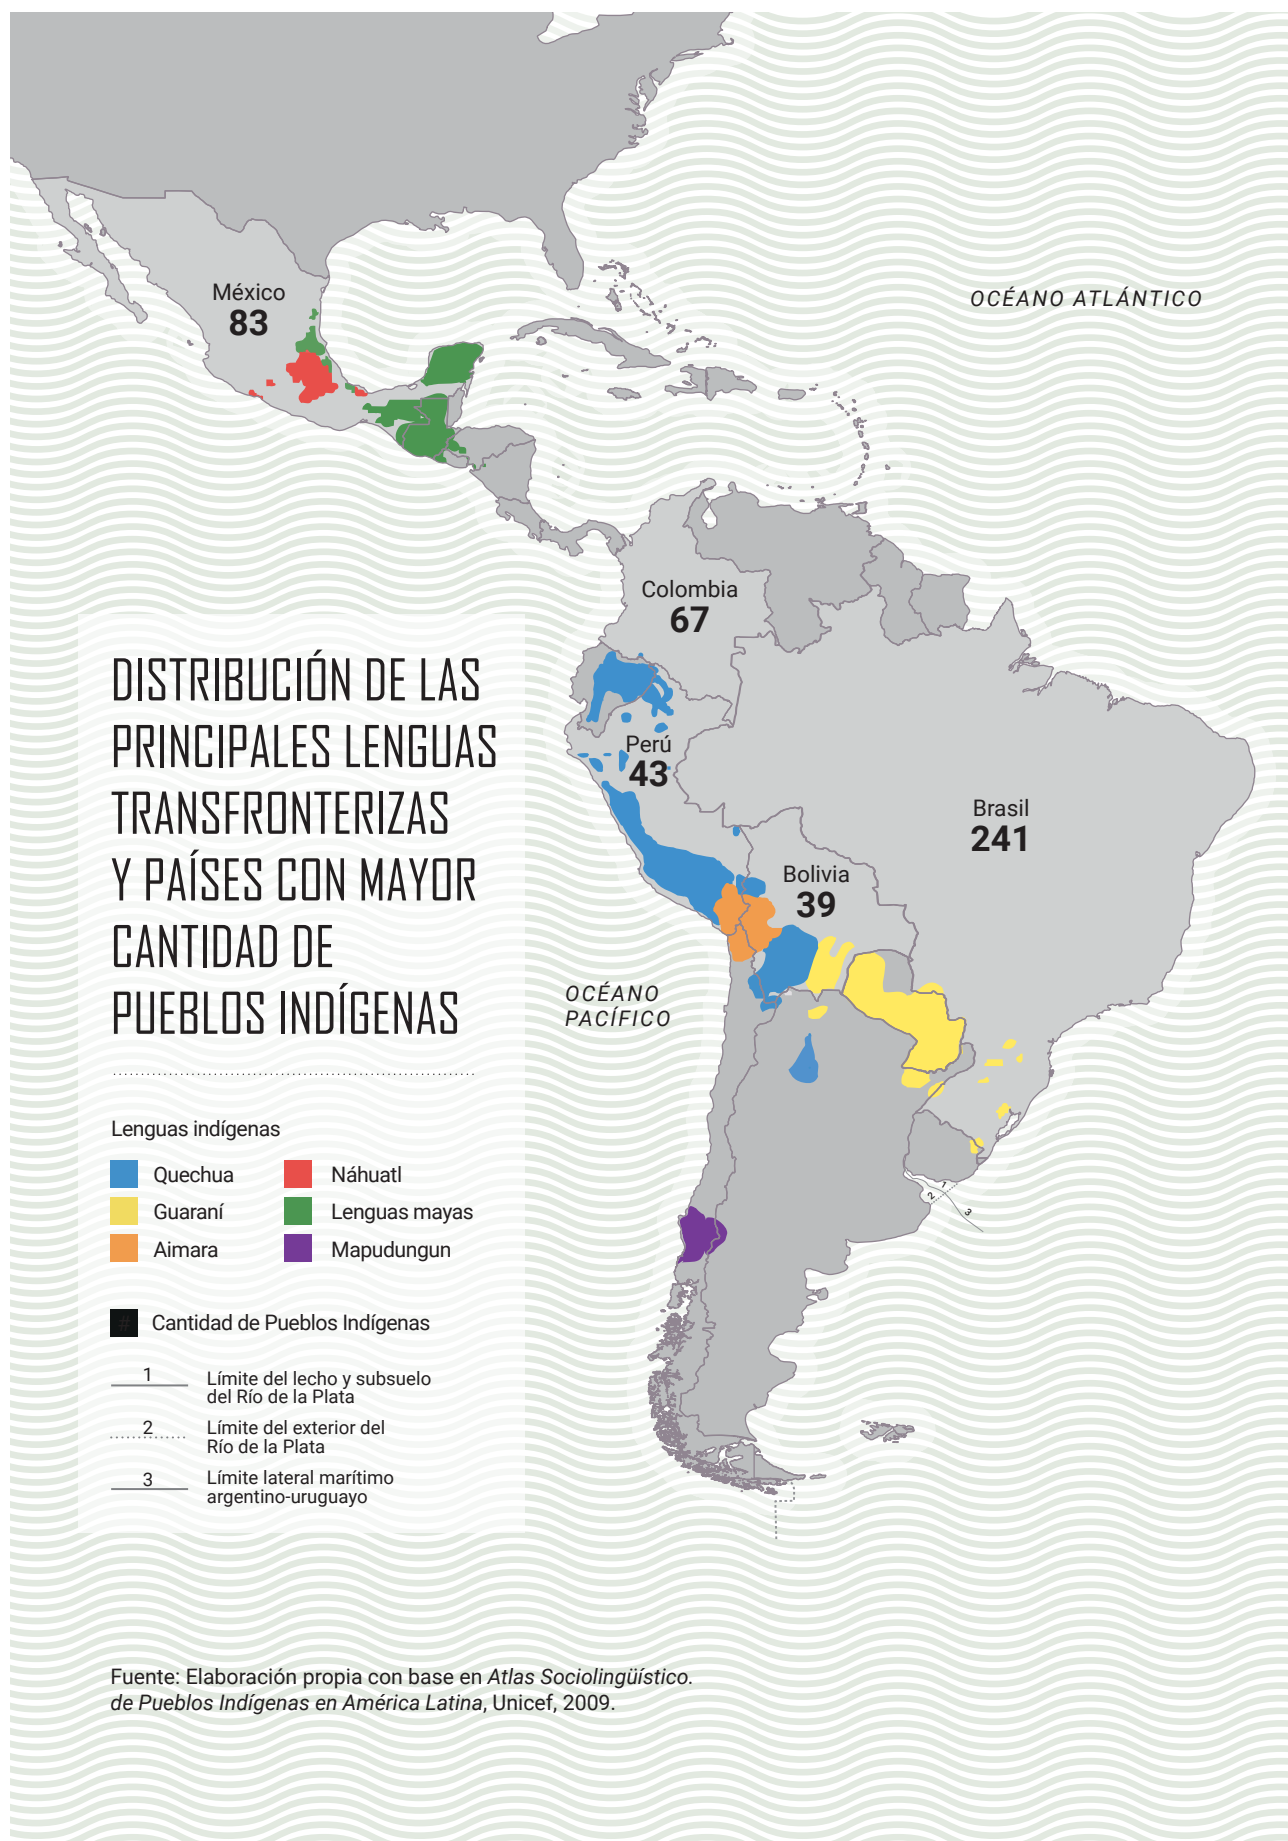 México
83
OCÉANO ATLÁNTICO
Colombia
67
Perú
43
Brasil
241
Bolivia
39
OCÉANO
PACÍFICO
1
2
3
DISTRIBUCIÓN DE LAS
PRINCIPALES LENGUAS
TRANSFRONTERIZAS
Y PAÍSES CON MAYOR
CANTIDAD DE
PUEBLOS INDÍGENAS
Lenguas indígenas
Quechua
Náhuatl
Guaraní
Lenguas mayas
Aimara
Mapudungun
# Cantidad de Pueblos Indígenas
1 Límite del lecho y subsuelo
del Río de la Plata
2 Límite del exterior del
Río de la Plata
3 Límite lateral marítimo
argentino-uruguayo
Fuente: Elaboración propia con base en Atlas Sociolingüístico.
de Pueblos Indígenas en América Latina, Unicef, 2009.